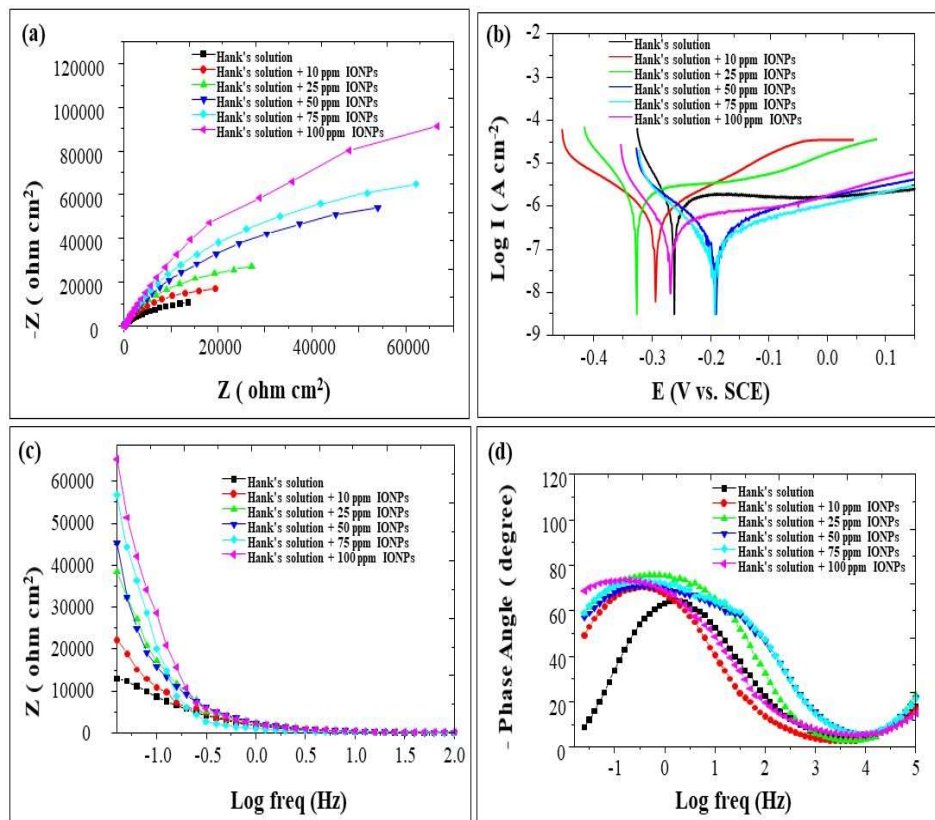 (a)
Hank's solution
Hank's solution + 10 ppm IONPs
Hank's solution + 25 ppm IONPs
Hank's solution + 50 ppm IONPs
Hank's solution + 75 ppm IONPs
Hank's solution + 100 ppm IONPs
120000
100000
80000
60000
40000
20000
0
-Z ( ohm cm²)
0 20000 40000 60000
Z ( ohm cm²)
(b)
Hank's solution
Hank's solution + 10 ppm IONPs
Hank's solution + 25 ppm IONPs
Hank's solution + 50 ppm IONPs
Hank's solution + 75 ppm IONPs
Hank's solution + 100 ppm IONPs
-2
-4
-5
-6
-7
-8
-9
Log I ( A cm-2)
-0.4 -0.3 -0.2 -0.1 0.0 0.1
E (V vs. SCE)
(c)
Hank's solution
Hank's solution + 10 ppm IONPs
Hank's solution + 25 ppm IONPs
Hank's solution + 50 ppm IONPs
Hank's solution + 75 ppm IONPs
Hank's solution + 100 ppm IONPs
60000
50000
40000
30000
20000
10000
0
Z ( ohm cm²)
-1.0 -0.5 0.0 0.5 1.0 1.5 2.0
Log freq (Hz)
(d)
Hank's solution
Hank's solution + 10 ppm IONPs
Hank's solution + 25 ppm IONPs
Hank's solution + 50 ppm IONPs
Hank's solution + 75 ppm IONPs
Hank's solution + 100 ppm IONPs
120
100
80
60
40
20
0
- Phase Angle ( degree)
-1 0 1 2 3 4 5
Log freq (Hz)